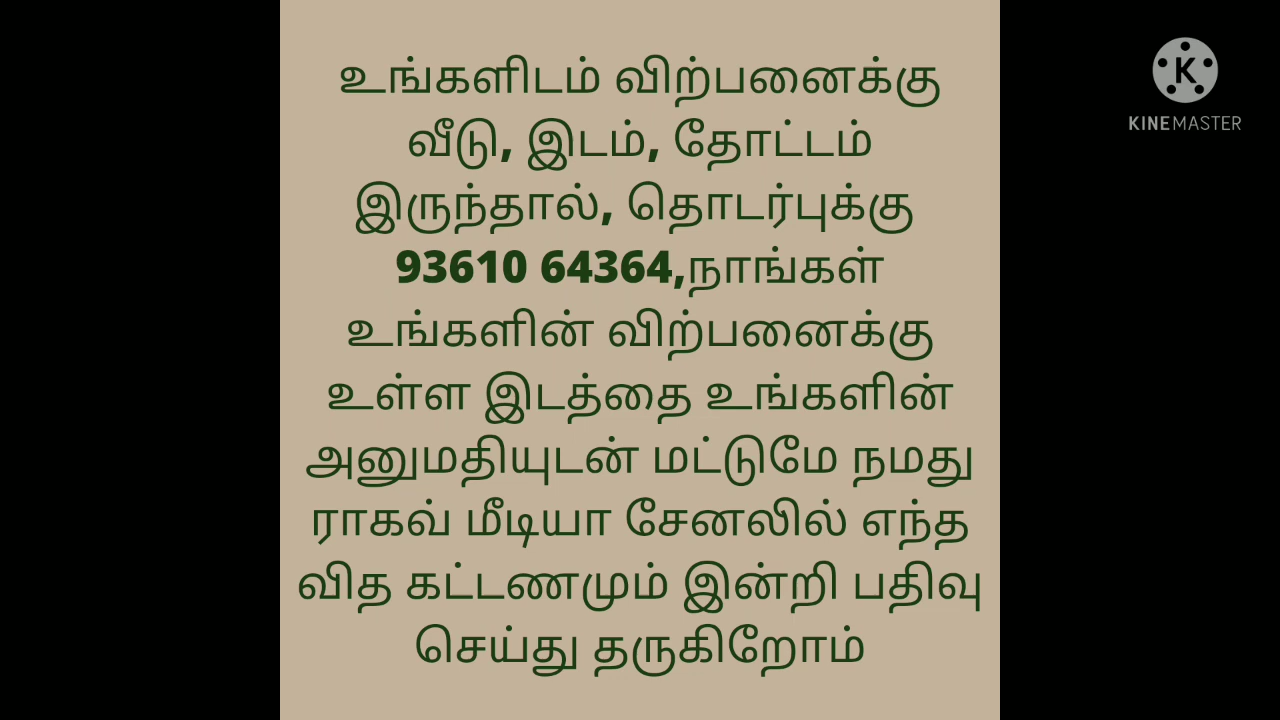 உங்களிடம் விற்பனைக்கு
வீடு, இடம், தோட்டம்
இருந்தால், தொடர்புக்கு
93610 64364,நாங்கள்
உங்களின் விற்பனைக்கு
உள்ள இடத்தை உங்களின்
அனுமதியுடன் மட்டுமே நமது
ராகவ் மீடியா சேனலில் எந்த
வித கட்டணமும் இன்றி பதிவு
செய்து தருகிறோம்
K
KINEMASTER